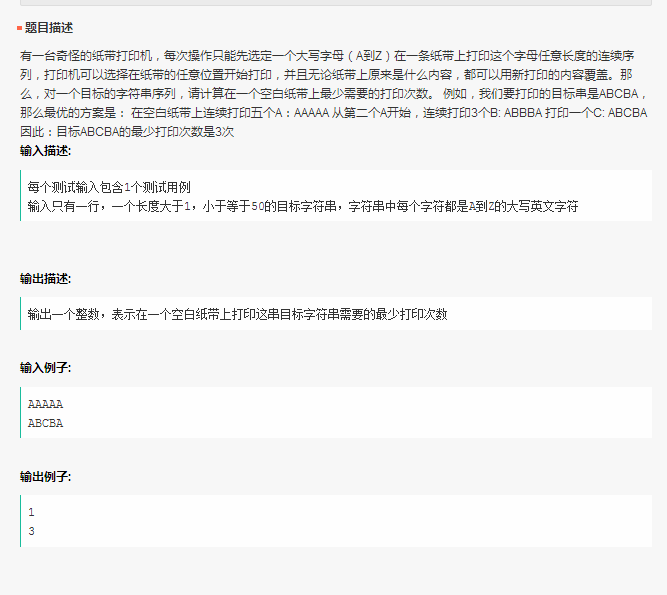 题目描述
有一台奇怪的纸带打印机，每次操作只能先选定一个大写字母（A到Z）在一条纸带上打印这个字母任意长度的连续序
列，打印机可以选择在纸带的任意位置开始打印，并且无论纸带上原来是什么内容，都可以用新打印的内容覆盖。那
么，对一个目标的字符串序列，请计算在一个空白纸带上最少需要的打印次数。 例如，我们要打印的目标串是ABCBA，
那么最优的方案是： 在空白纸带上连续打印五个A：AAAAA 从第二个A开始，连续打印3个B: ABBBA 打印一个C: ABCBA
因此：目标ABCBA的最少打印次数是3次
输入描述:
每个测试输入包含1个测试用例
输入只有一行，一个长度大于1，小于等于50的目标字符串，字符串中每个字符都是A到Z的大写英文字符
输出描述:
输出一个整数，表示在一个空白纸带上打印这串目标字符串需要的最少打印次数
输入例子:
AAAAA
ABCBA
输出例子:
1
3